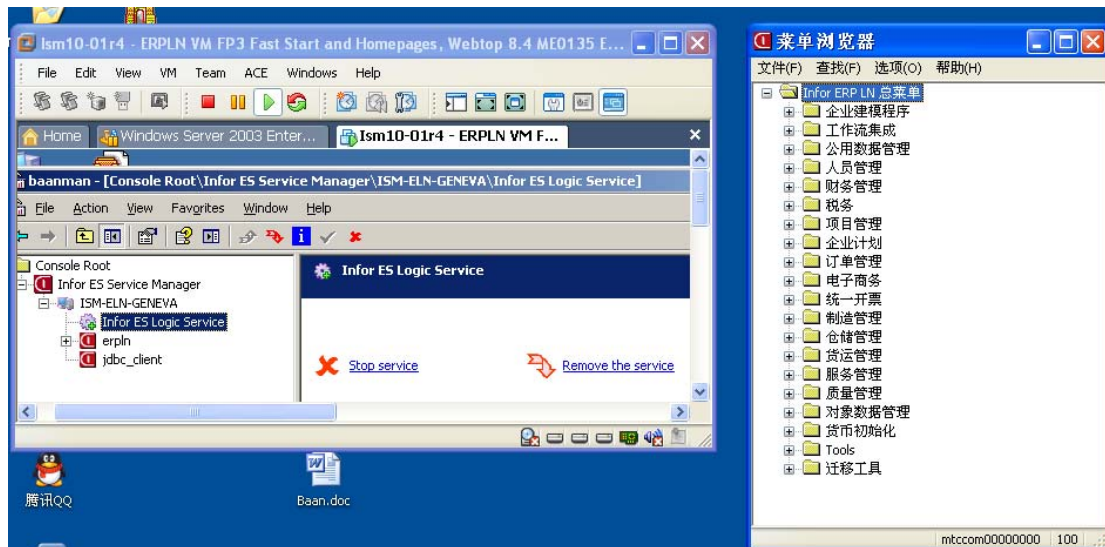 Ism10-01r4 - ERPLN VM FP3 Fast Start and Homepages, Webtop 8.4 ME0135 E...
File Edit View VM Team ACE Windows Help
Home Windows Server 2003 Enter... Ism10-01r4 - ERPLN VM F...
baanman - [Console Root\Infor ES Service Manager\ISM-ELN-GENEVA\Infor ES Logic Service]
File Action View Favorites Window Help
Console Root
Infor ES Service Manager
ISM-ELN-GENEVA
Infor ES Logic Service
erpln
jdbc_client
Infor ES Logic Service
Stop service
Remove the service
腾讯QQ
Baan.doc
菜单浏览器
文件(F) 查找(F) 选项(O) 帮助(H)
Infor ERP LN 总菜单
企业建模程序
工作流集成
公用数据管理
人员管理
财务管理
税务
项目管理
企业计划
订单管理
电子商务
统一开票
制造管理
仓储管理
货运管理
服务管理
质量管理
对象数据管理
货币初始化
Tools
迁移工具
mtccom00000000 100